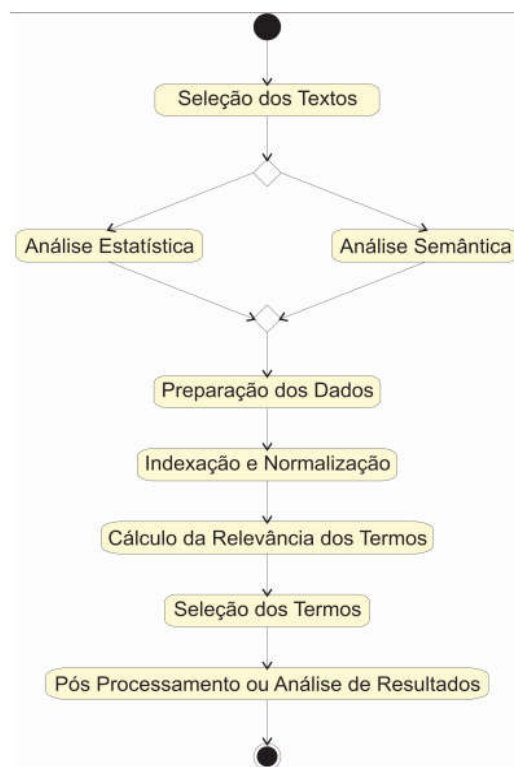 Seleção dos Textos
Análise Estatística
Análise Semântica
Preparação dos Dados
Indexação e Normalização
Cálculo da Relevância dos Termos
Seleção dos Termos
Pós Processamento ou Análise de Resultados